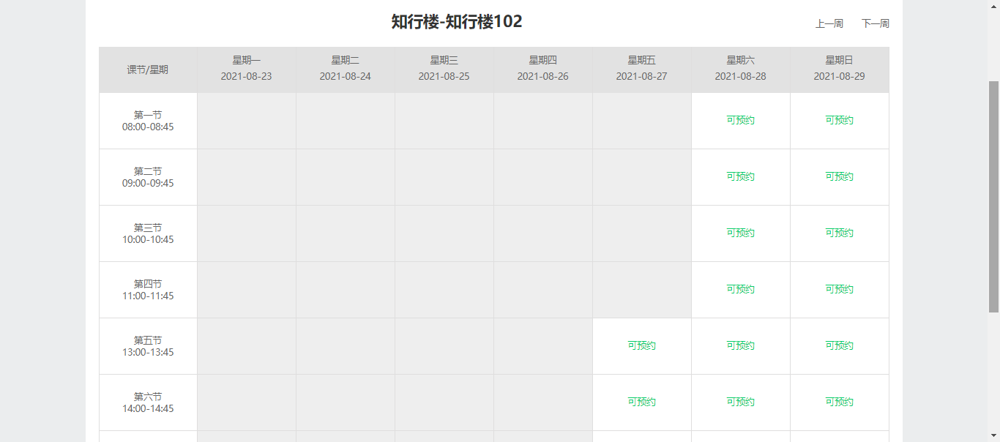 知行楼-知行楼102
上一周 下一周
课节/星期 星期一 星期二 星期三 星期四 星期五 星期六 星期日
2021-08-23 2021-08-24 2021-08-25 2021-08-26 2021-08-27 2021-08-28 2021-08-29
第一节
08:00-08:45
可预约 可预约
第二节
09:00-09:45
可预约 可预约
第三节
10:00-10:45
可预约 可预约
第四节
11:00-11:45
可预约 可预约
第五节
13:00-13:45
可预约 可预约 可预约
第六节
14:00-14:45
可预约 可预约 可预约